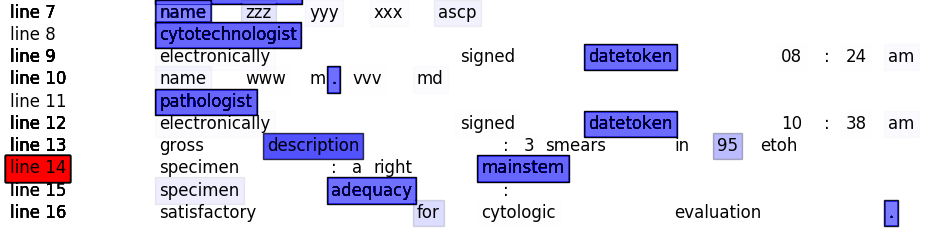 line 7 name zzz yyy xxx ascp
line 8 cytotechnologist
line 9 electronically signed datetoken 08 : 24 am
line 10 name www m . vvv md
line 11 pathologist
line 12 electronically signed datetoken 10 : 38 am
line 13 gross description : 3 smears in 95 etoh
line 14 specimen : a right mainstem
line 15 specimen adequacy :
line 16 satisfactory for cytologic evaluation .